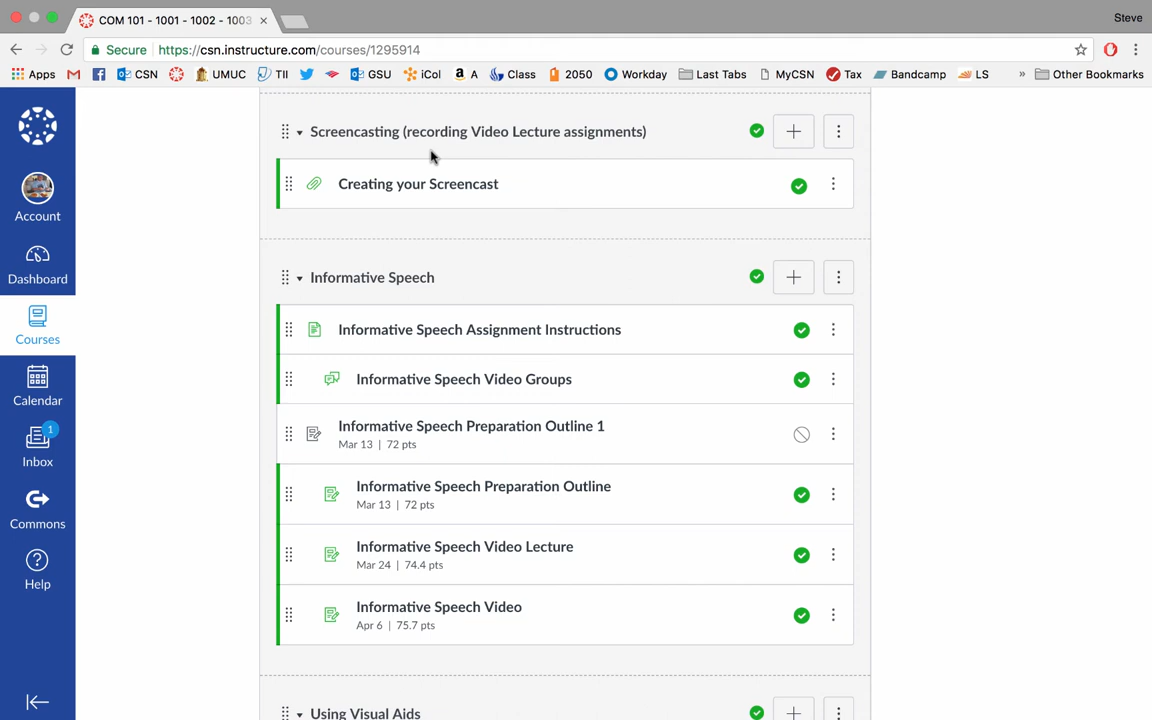 COM 101 - 1001 - 1002 - 1003
Steve
Secure https://csn.instructure.com/courses/1295914
Apps CSN UMUC TII GSU iCol A Class 2050 Workday Last Tabs MyCSN Tax Bandcamp LS » Other Bookmarks
Screencasting (recording Video Lecture assignments)
Creating your Screencast
Account
Dashboard
Informative Speech
Informative Speech Assignment Instructions
Courses
Informative Speech Video Groups
Calendar
Informative Speech Preparation Outline 1
Mar 13 | 72 pts
1
Inbox
Informative Speech Preparation Outline
Mar 13 | 72 pts
Commons
Informative Speech Video Lecture
Mar 24 | 74.4 pts
Help
Informative Speech Video
Apr 6 | 75.7 pts
Using Visual Aids